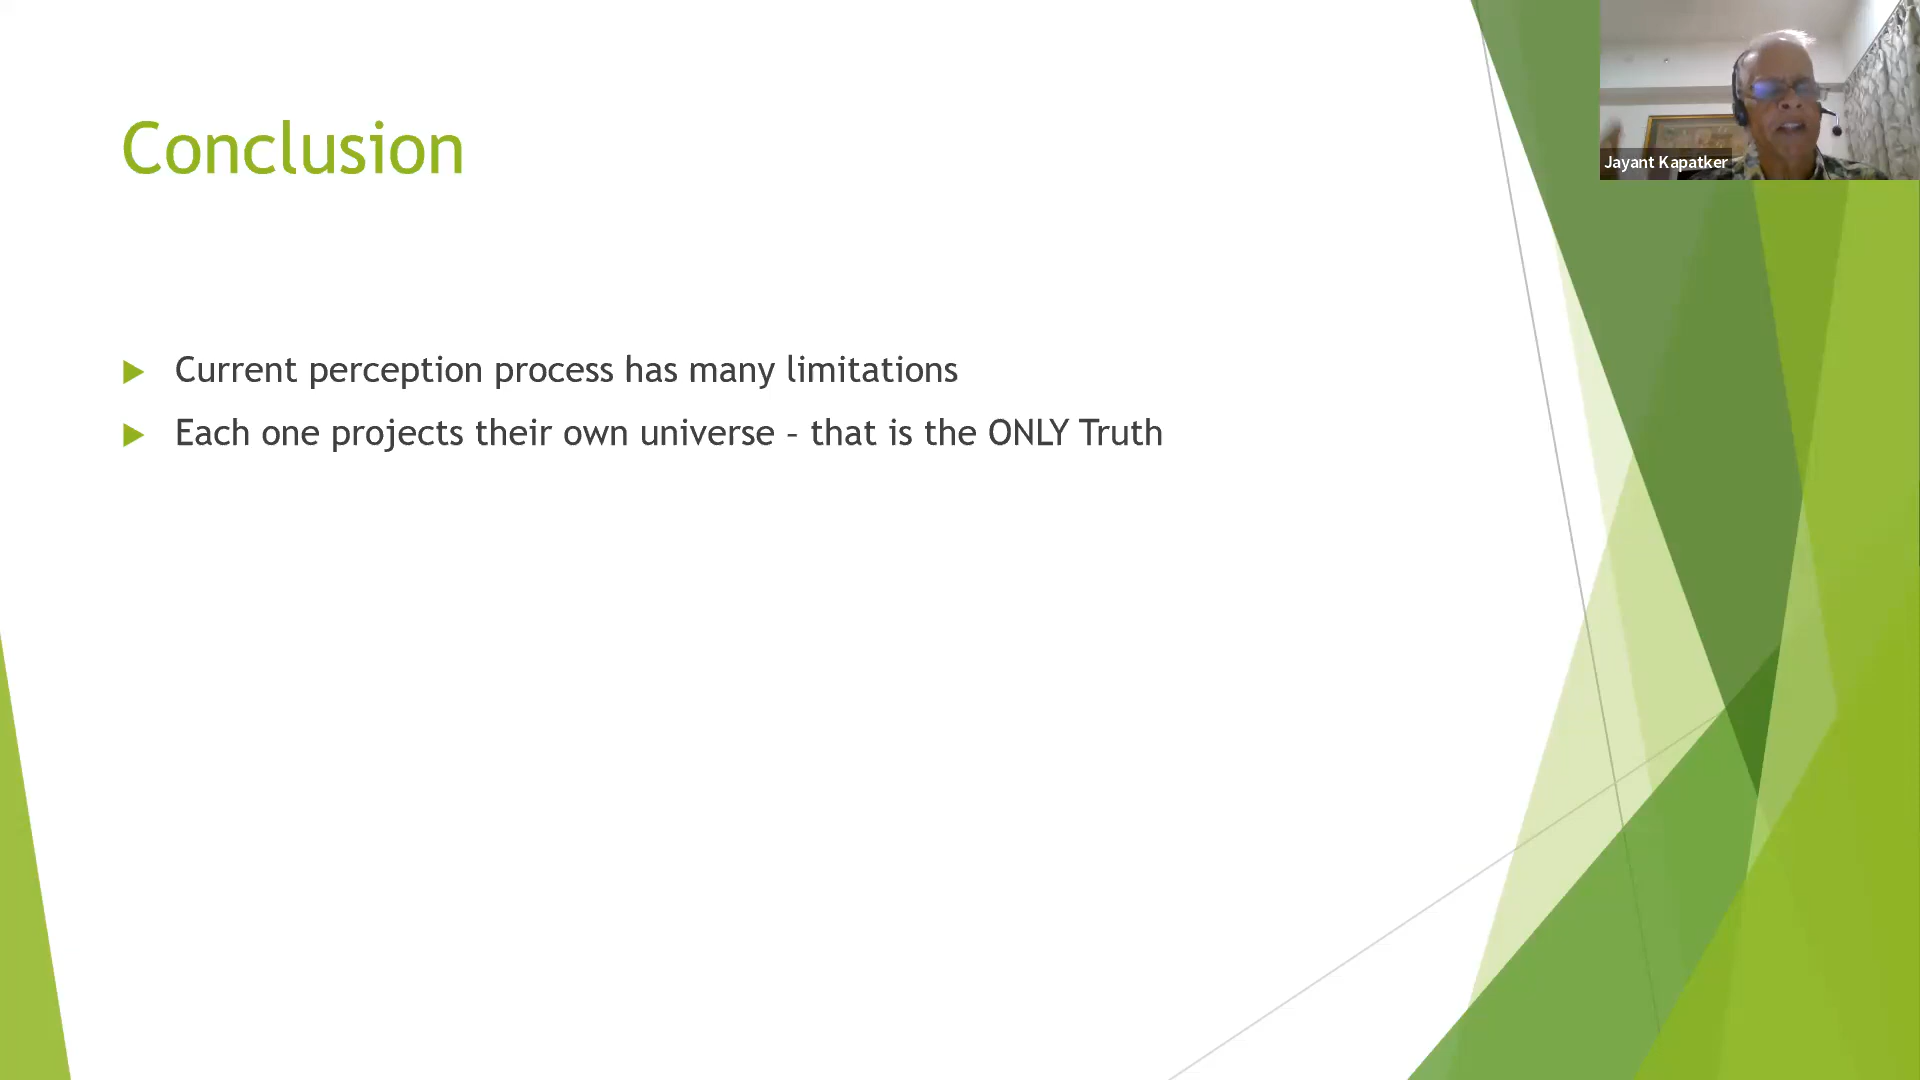 Conclusion
Jayant Kapatker
Current perception process has many limitations
Each one projects their own universe – that is the ONLY Truth